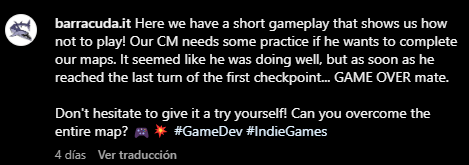 barracuda.it Here we have a short gameplay that shows us how
not to play! Our CM needs some practice if he wants to complete
our maps. It seemed like he was doing well, but as soon as he
reached the last turn of the first checkpoint... GAME OVER mate.
Don't hesitate to give it a try yourself! Can you overcome the
entire map? 🎮 💥 #GameDev #IndieGames
4 días Ver traducción